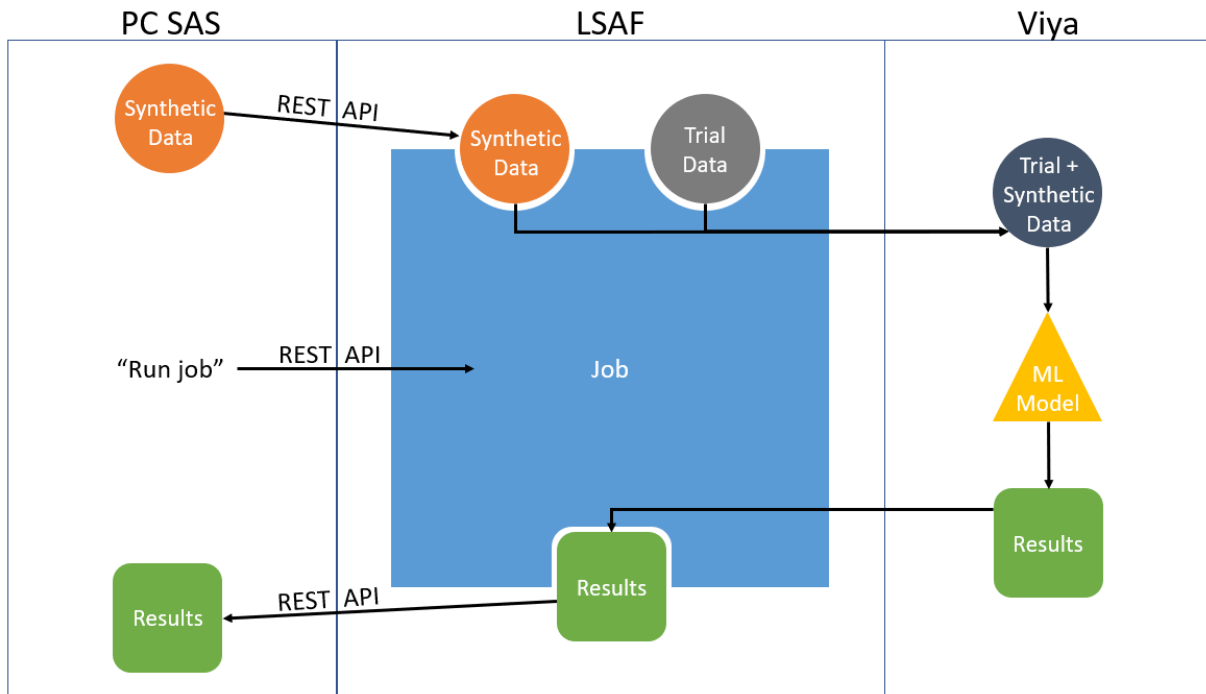 PC SAS
LSAF
Viya
Synthetic
Data
REST API
Synthetic
Data
Trial
Data
Trial +
Synthetic
Data
“Run job”
REST API
Job
ML
Model
Results
Results
REST API
Results